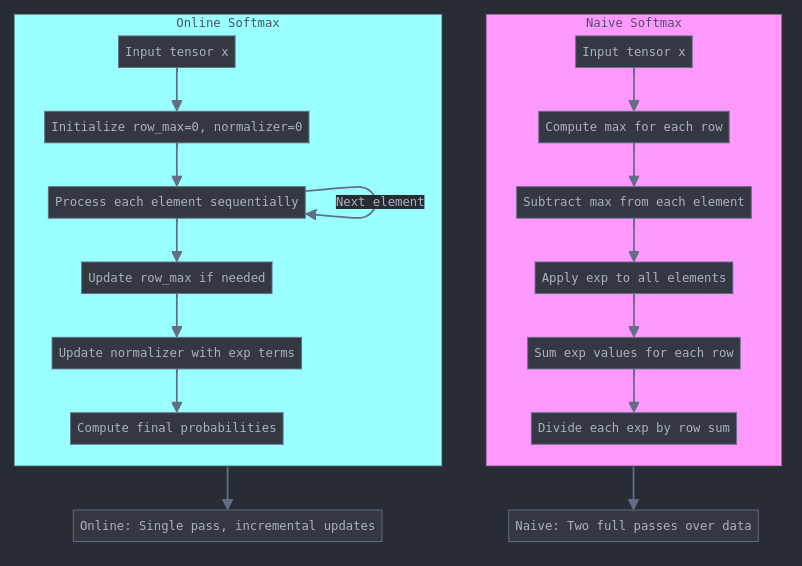 Online Softmax
Input tensor x
Initialize row_max=0, normalizer=0
Process each element sequentially
Next element
Update row_max if needed
Update normalizer with exp terms
Compute final probabilities
Online: Single pass, incremental updates
Naive Softmax
Input tensor x
Compute max for each row
Subtract max from each element
Apply exp to all elements
Sum exp values for each row
Divide each exp by row sum
Naive: Two full passes over data